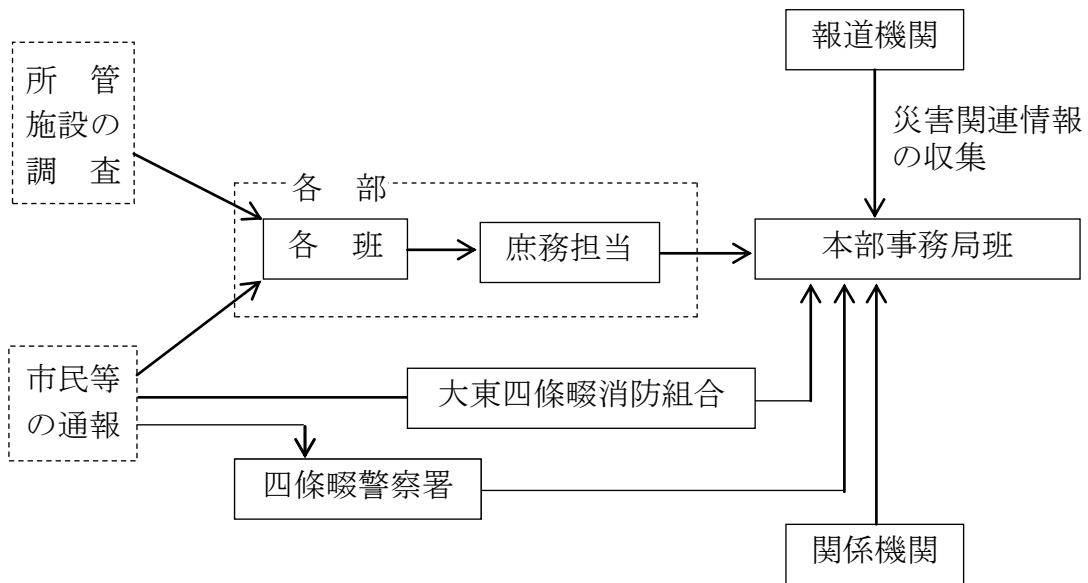 報道機関
所　管
施設の
調　査
災害関連情報
の収集
各　部
各　班
庶務担当
本部事務局班
市民等
の通報
大東四條畷消防組合
四條畷警察署
関係機関